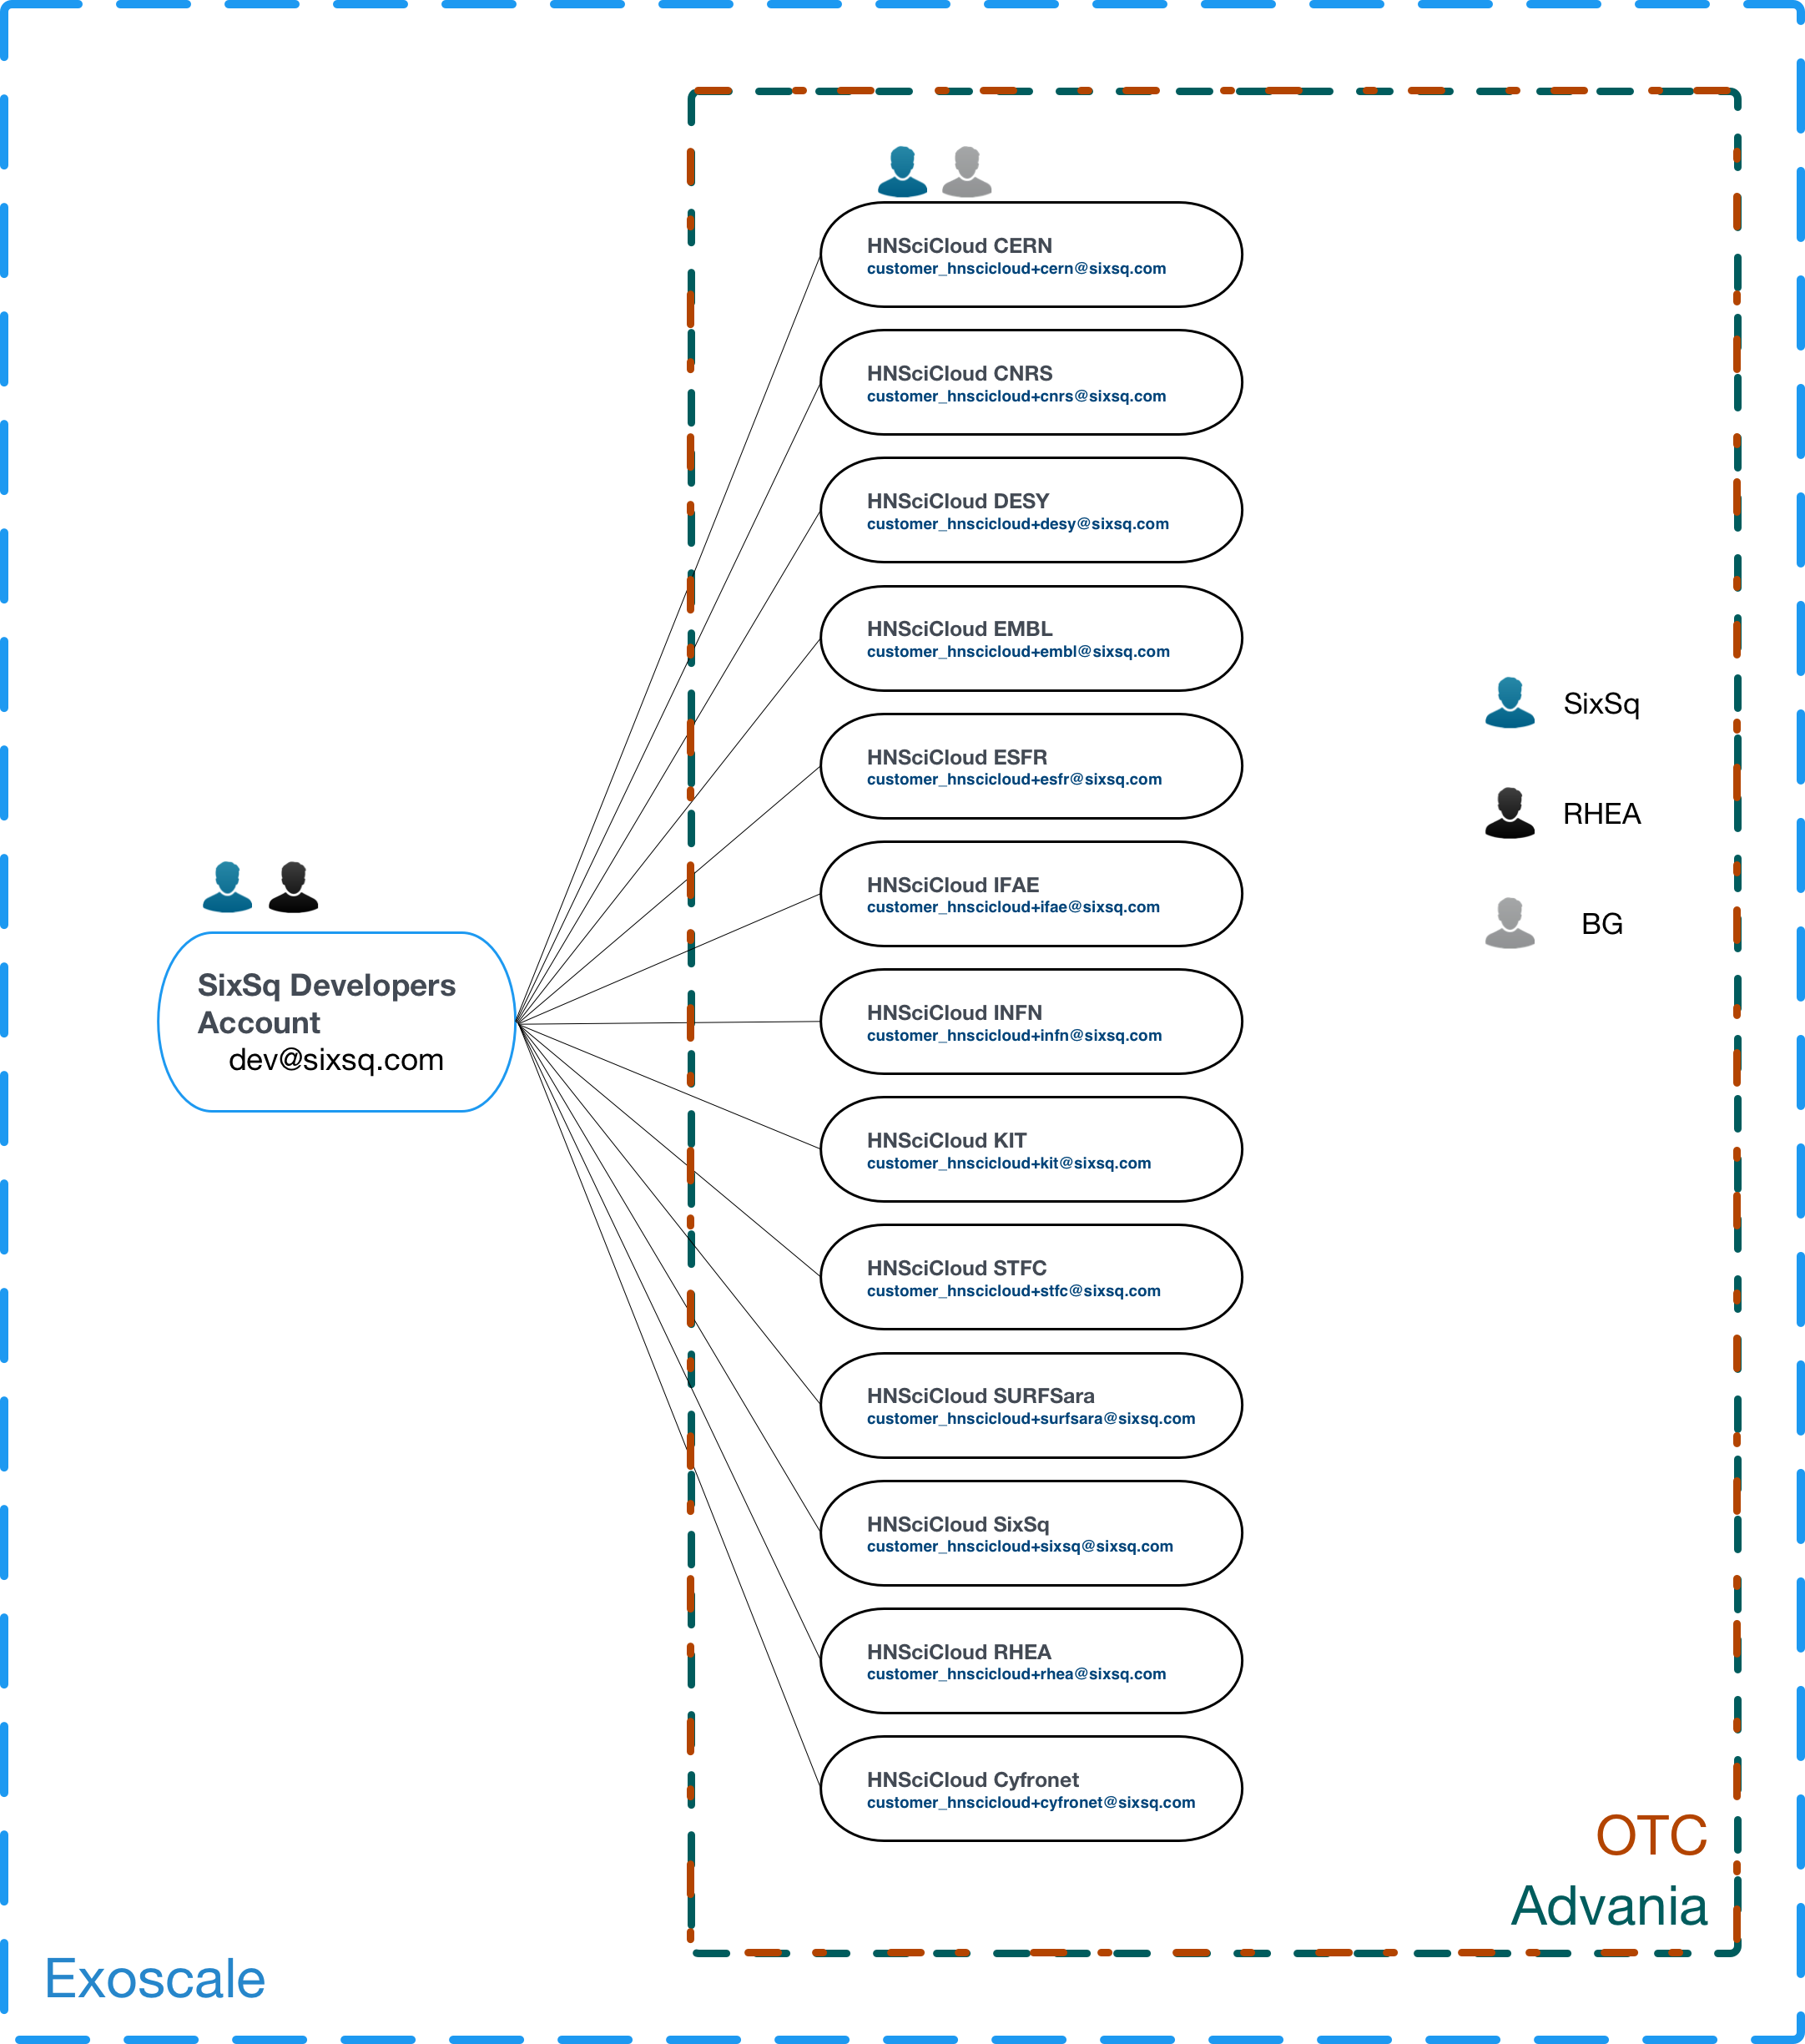 HNSciCloud CERN
customer_hnscicloud+cern@sixsq.com
HNSciCloud CNRS
customer_hnscicloud+cnrs@sixsq.com
HNSciCloud DESY
customer_hnscicloud+desy@sixsq.com
HNSciCloud EMBL
customer_hnscicloud+embl@sixsq.com
HNSciCloud ESFR
customer_hnscicloud+esfr@sixsq.com
HNSciCloud IFAE
customer_hnscicloud+ifae@sixsq.com
HNSciCloud INFN
customer_hnscicloud+infn@sixsq.com
HNSciCloud KIT
customer_hnscicloud+kit@sixsq.com
HNSciCloud STFC
customer_hnscicloud+stfc@sixsq.com
HNSciCloud SURFSara
customer_hnscicloud+surfsara@sixsq.com
HNSciCloud SixSq
customer_hnscicloud+sixsq@sixsq.com
HNSciCloud RHEA
customer_hnscicloud+rhea@sixsq.com
HNSciCloud Cyfronet
customer_hnscicloud+cyfronet@sixsq.com
SixSq Developers
Account
dev@sixsq.com
SixSq
RHEA
BG
OTC
Advania
Exoscale